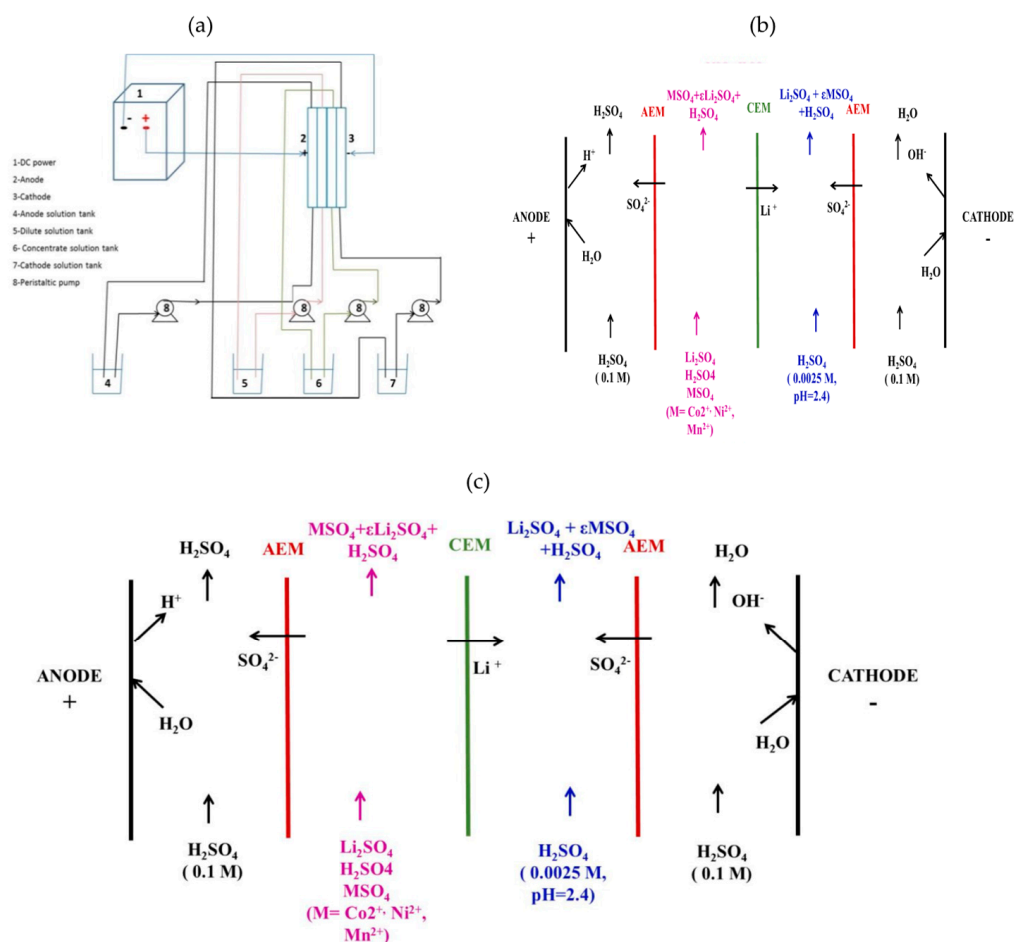 (a)
1
- +
2
3
+
-
1-DC power
2-Anode
3-Cathode
4-Anode solution tank
5-Dilute solution tank
6- Concentrate solution tank
7-Cathode solution tank
8-Peristaltic pump
8
8
8
8
4
5
6
7
(b)
MSO₄+εLi₂SO₄+
H₂SO₄
Li₂SO₄ + εMSO₄
+H₂SO₄
H₂SO₄
AEM
CEM
AEM
H₂O
H⁺
OH⁻
SO₄²⁻
Li⁺
SO₄²⁻
ANODE
+
CATHODE
-
H₂O
H₂O
H₂SO₄
( 0.1 M)
Li₂SO₄
H₂SO4
MSO₄
(M= Co2⁺· Ni²⁺,
Mn²⁺)
H₂SO₄
( 0.0025 M,
pH=2.4)
H₂SO₄
( 0.1 M)
(c)
MSO₄+εLi₂SO₄+
H₂SO₄
Li₂SO₄ + εMSO₄
+H₂SO₄
H₂SO₄
AEM
CEM
AEM
H₂O
H⁺
OH⁻
SO₄²⁻
Li ⁺
SO₄²⁻
ANODE
+
CATHODE
-
H₂O
H₂O
H₂SO₄
( 0.1 M)
Li₂SO₄
H₂SO4
MSO₄
(M= Co2⁺· Ni²⁺,
Mn²⁺)
H₂SO₄
( 0.0025 M,
pH=2.4)
H₂SO₄
( 0.1 M)